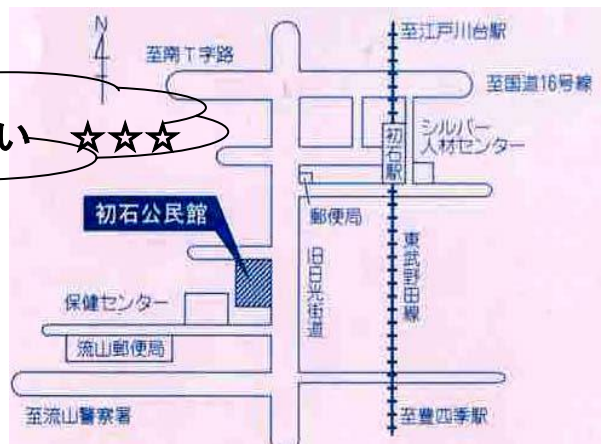 N
至江戸川台駅
至南T字路
至国道16号線
い ☆☆☆
シルバー
人材センター
初石駅
初石公民館
郵便局
旧日光街道
東武野田線
保健センター
流山郵便局
至流山警察署
至豊四季駅